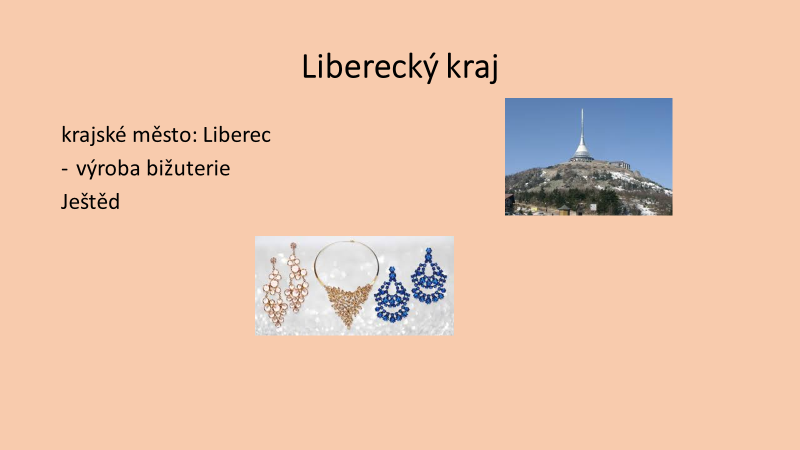 Liberecký kraj
krajské město: Liberec
- výroba bižuterie
Ještěd